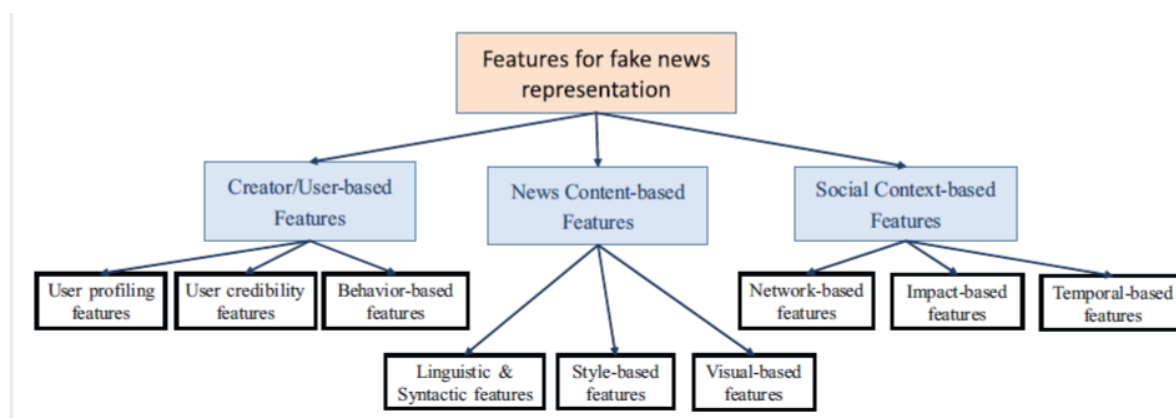 Features for fake news
representation
Creator/User-based
Features
News Content-based
Features
Social Context-based
Features
User profiling
features
User credibility
features
Behavior-based
features
Network-based
features
Impact-based
features
Temporal-based
features
Linguistic &
Syntactic features
Style-based
features
Visual-based
features